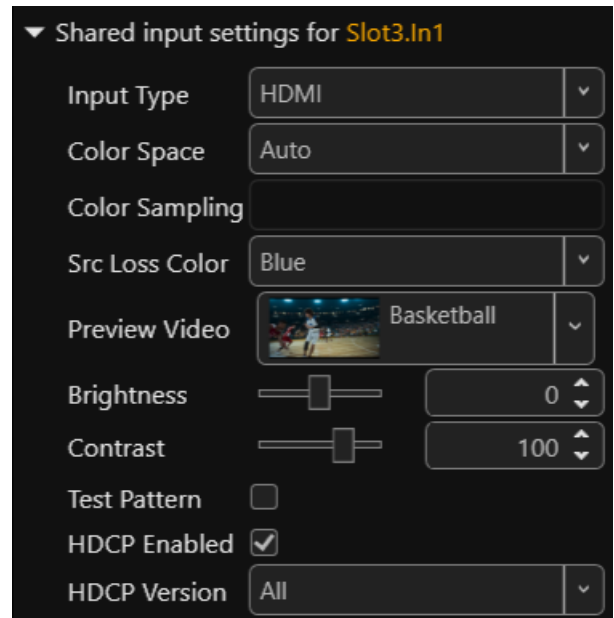 Shared input settings for Slot3.In1
Input Type HDMI
Color Space Auto
Color Sampling
Src Loss Color Blue
Preview Video Basketball
Brightness 0
Contrast 100
Test Pattern
HDCP Enabled
HDCP Version All